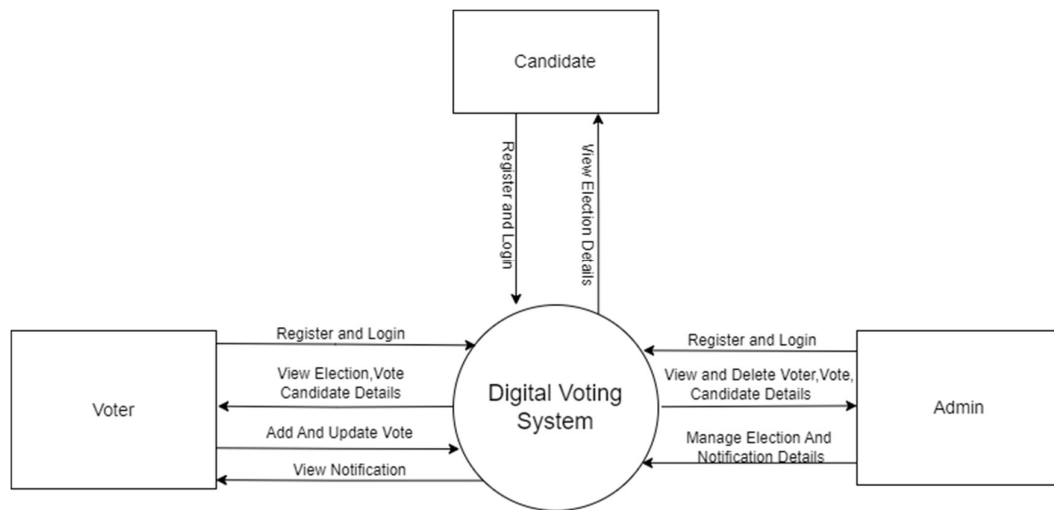 Candidate
Register and Login
View Election Details
Voter
Register and Login
View Election,Vote
Candidate Details
Add And Update Vote
View Notification
Digital Voting
System
Register and Login
View and Delete Voter,Vote,
Candidate Details
Manage Election And
Notification Details
Admin